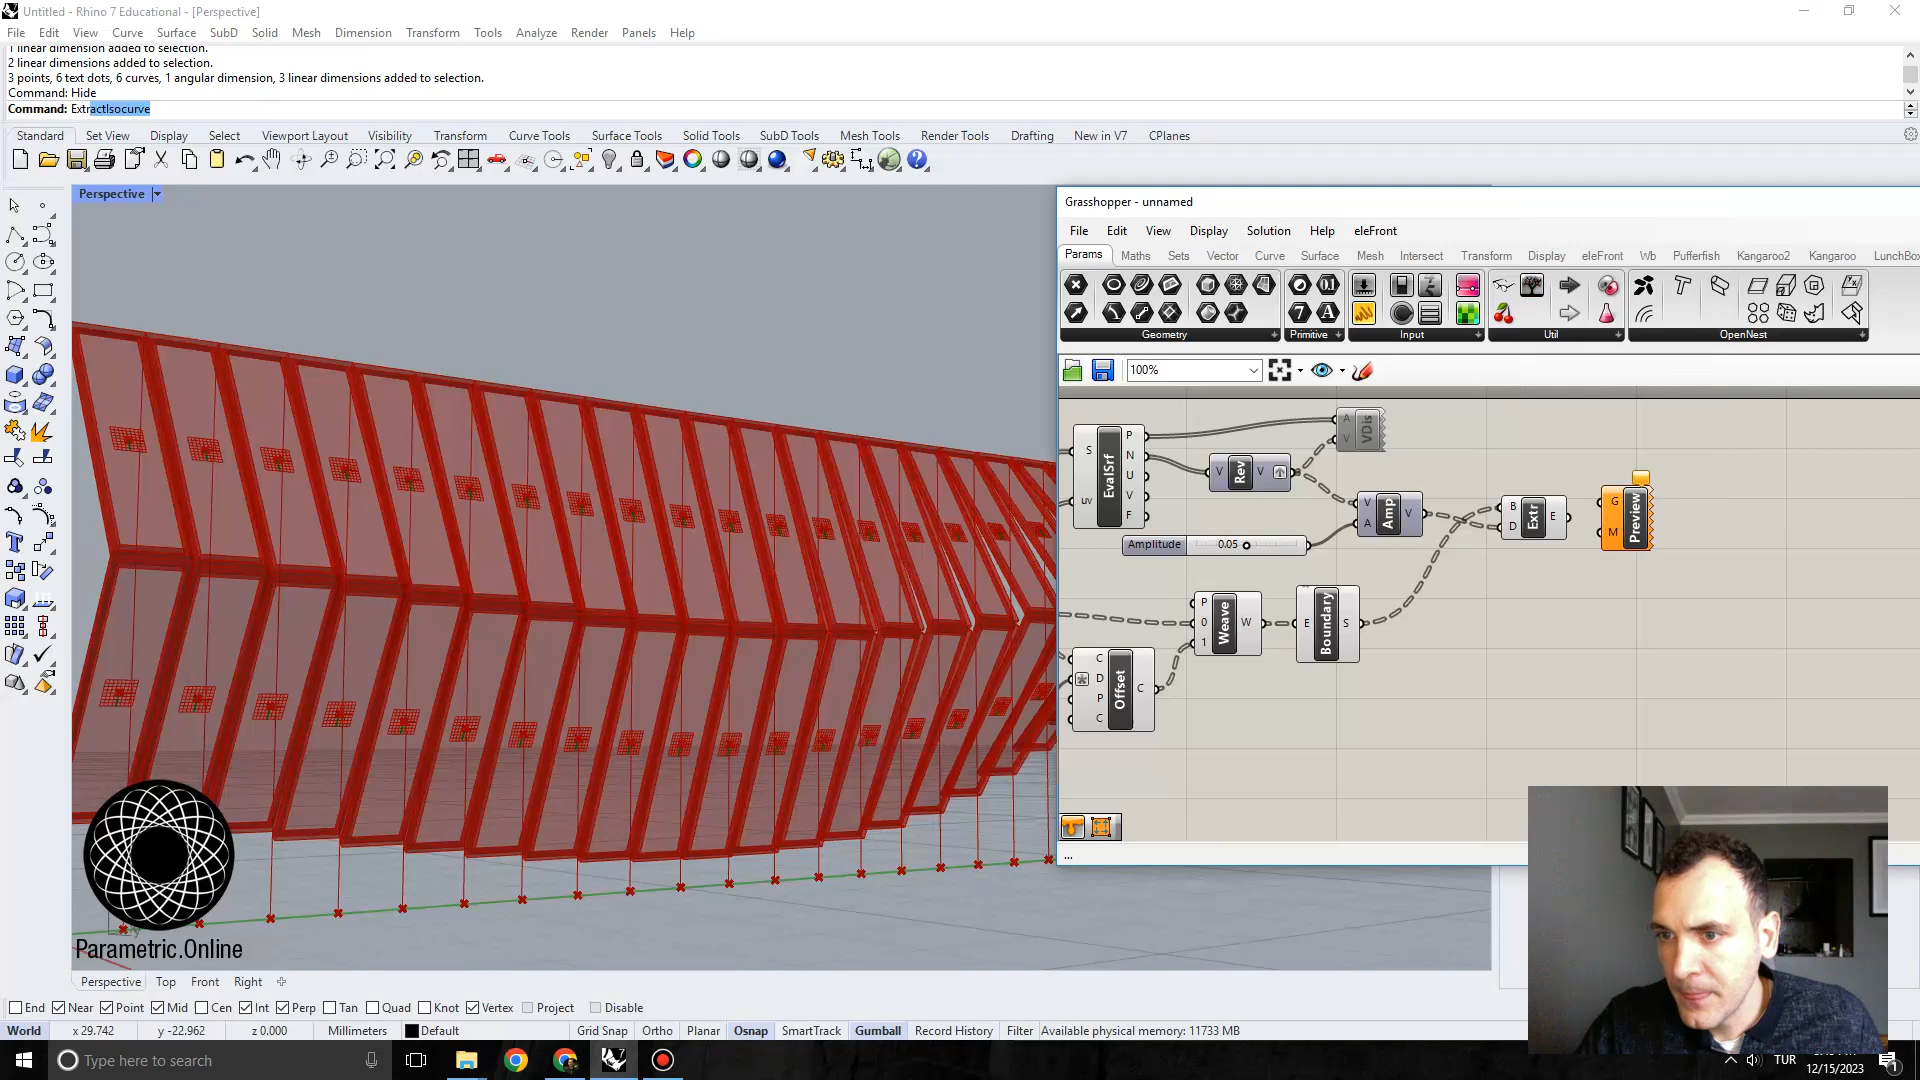 Untitled - Rhino 7 Educational - [Perspective]
File Edit View Curve Surface SubD Solid Mesh Dimension Transform Tools Analyze Render Panels Help
1 linear dimension added to selection.
2 linear dimensions added to selection.
3 points, 6 text dots, 6 curves, 1 angular dimension, 3 linear dimensions added to selection.
Command: Hide
Command: ExtractIsocurve
Standard Set View Display Select Viewport Layout Visibility Transform Curve Tools Surface Tools Solid Tools SubD Tools Mesh Tools Render Tools Drafting New in V7 CPlanes
Perspective
Grasshopper - unnamed
File Edit View Display Solution Help eleFront
Params Maths Sets Vector Curve Surface Mesh Intersect Transform Display eleFront Wb Pufferfish Kangaroo2 Kangaroo LunchBox
Geometry Primitive Input Util OpenNest
100%
S uv EvalSrf P N U V F
V Rev V
A V VDis
V A Amp V
Amplitude 0.05
B D Extr E
G M Preview
P 0 1 Weave W
E Boundary S
C D P C Offset C
...
Parametric.Online
Perspective Top Front Right
End Near Point Mid Cen Int Perp Tan Quad Knot Vertex Project Disable
World x 29.742 y -22.962 z 0.000 Millimeters Default Grid Snap Ortho Planar Osnap SmartTrack Gumball Record History Filter Available physical memory: 11733 MB
Type here to search
TUR
12/15/2023
1